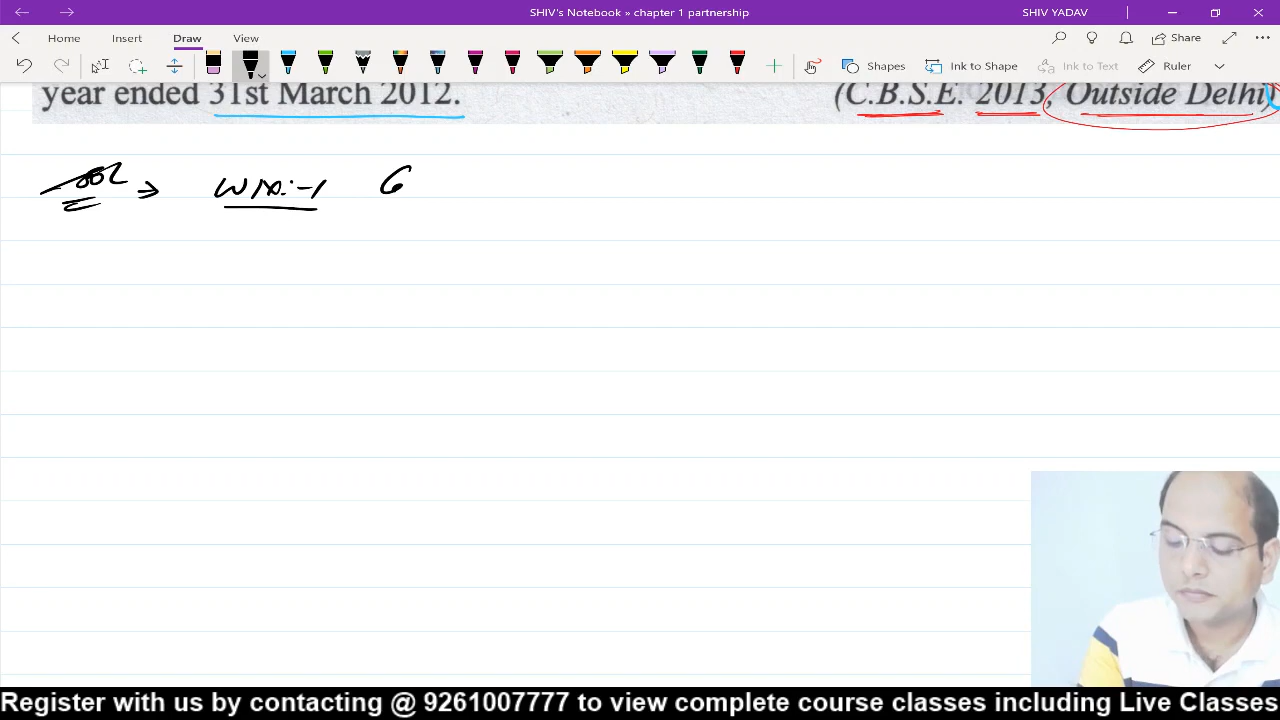 SHIV's Notebook » chapter 1 partnership
SHIV YADAV
Home Insert Draw View
Share
Shapes Ink to Shape Ink to Text Ruler
year ended 31st March 2012. (C.B.S.E. 2013, Outside Delhi)
Sol → W.N.:-1 C
Register with us by contacting @ 9261007777 to view complete course classes including Live Classes